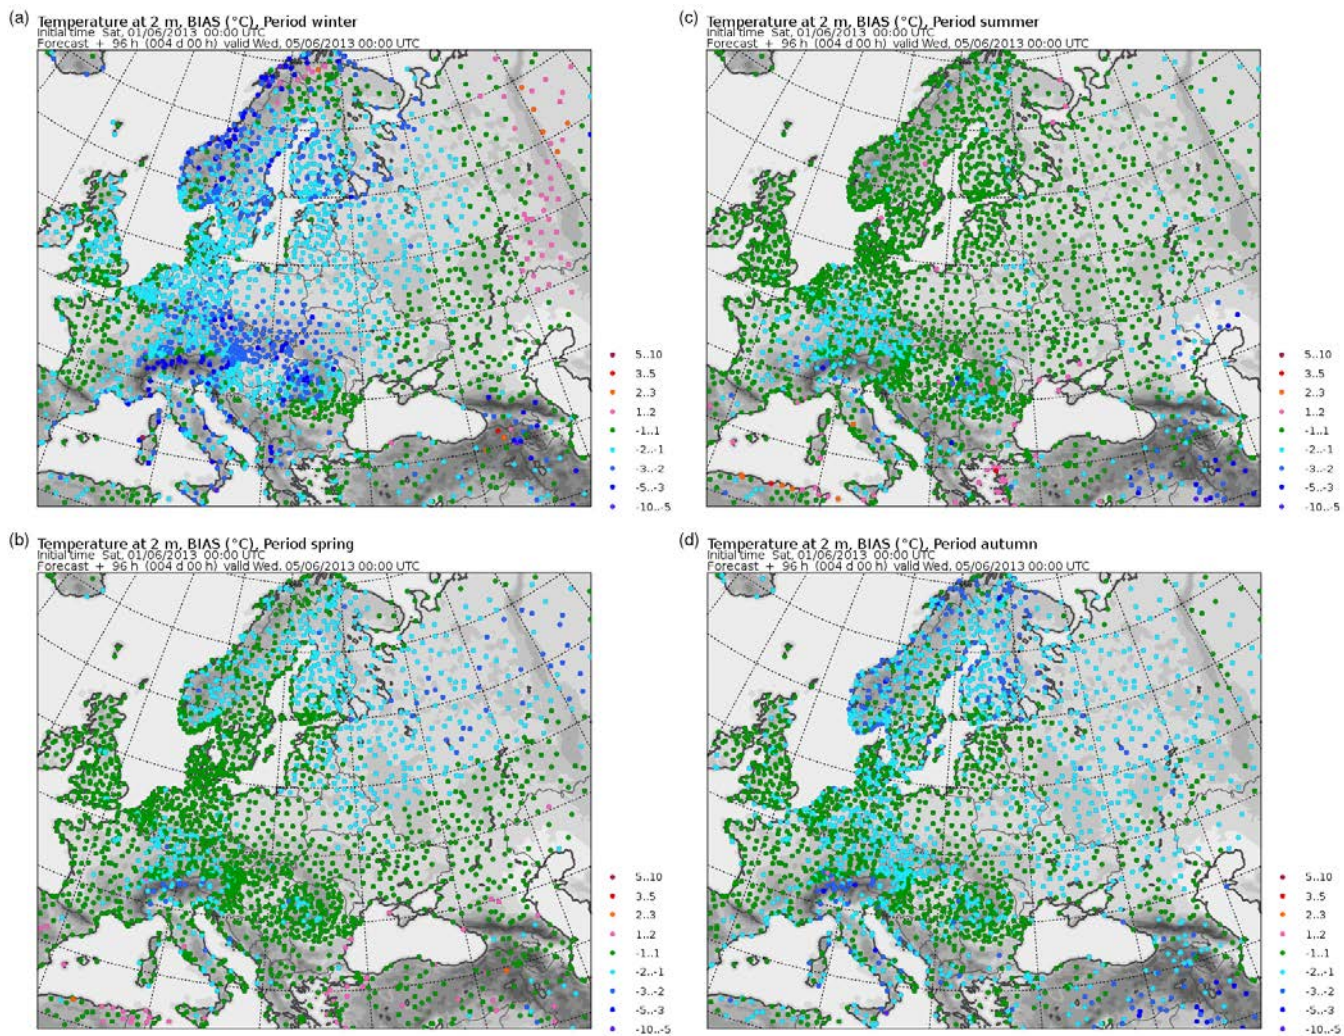 (a)
Temperature at 2 m, BIAS (°C), Period winter
Initial time Sat, 01/06/2013 00:00 UTC
Forecast + 96 h (004 d 00 h) valid Wed, 05/06/2013 00:00 UTC
5..10
3..5
2..3
1..2
-1..1
-2..-1
-3..-2
-5..-3
-10..-5
(c)
Temperature at 2 m, BIAS (°C), Period summer
Initial time Sat, 01/06/2013 00:00 UTC
Forecast + 96 h (004 d 00 h) valid Wed, 05/06/2013 00:00 UTC
5..10
3..5
2..3
1..2
-1..1
-2..-1
-3..-2
-5..-3
-10..-5
(b)
Temperature at 2 m, BIAS (°C), Period spring
Initial time Sat, 01/06/2013 00:00 UTC
Forecast + 96 h (004 d 00 h) valid Wed, 05/06/2013 00:00 UTC
5..10
3..5
2..3
1..2
-1..1
-2..-1
-3..-2
-5..-3
-10..-5
(d)
Temperature at 2 m, BIAS (°C), Period autumn
Initial time Sat, 01/06/2013 00:00 UTC
Forecast + 96 h (004 d 00 h) valid Wed, 05/06/2013 00:00 UTC
5..10
3..5
2..3
1..2
-1..1
-2..-1
-3..-2
-5..-3
-10..-5